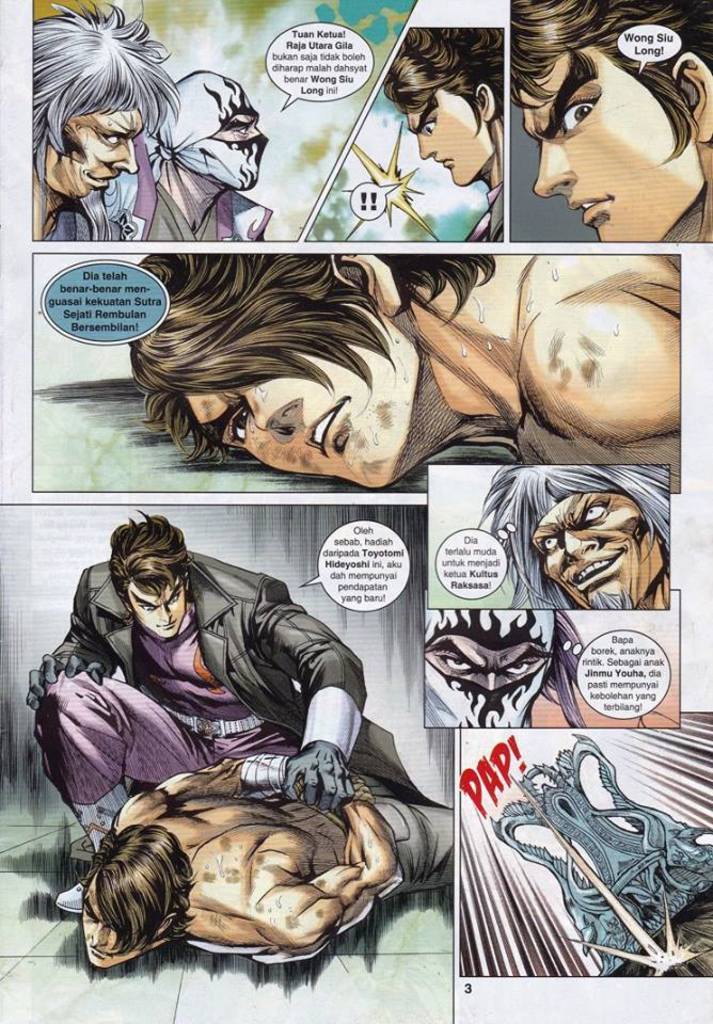 Tuan Ketua!
Raja Utara Gila
bukan saja tidak boleh
diharap malah dahsyat
benar Wong Siu
Long ini!
!!
Wong Siu
Long!
Dia telah
benar-benar men-
guasai kekuatan Sutra
Sejati Rembulan
Bersembilan!
Oleh
sebab, hadiah
daripada Toyotomi
Hideyoshi ini, aku
dah mempunyai
pendapatan
yang baru!
Dia
terlalu muda
untuk menjadi
ketua Kultus
Raksasa!
Bapa
borek, anaknya
rintik. Sebagai anak
Jinmu Youha, dia
pasti mempunyai
kebolehan yang
terbilang!
PAP!
3